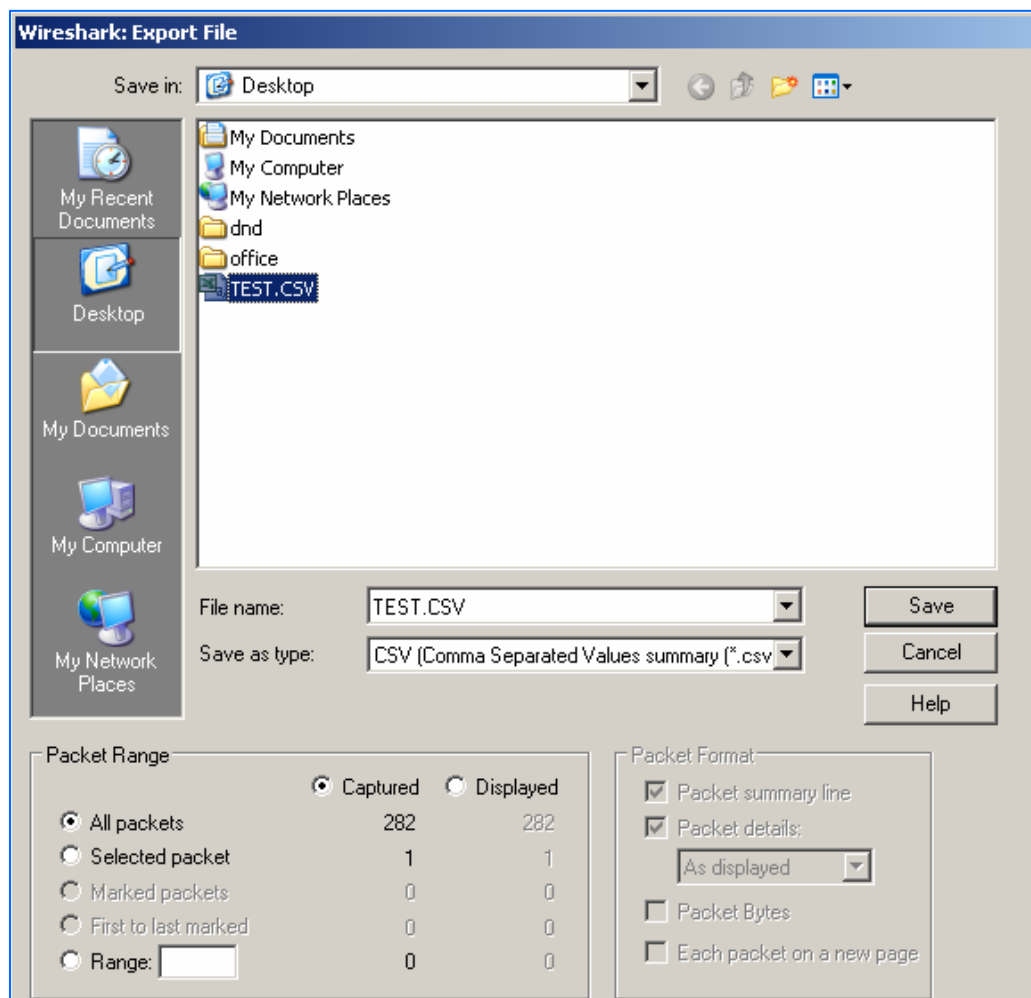 Wireshark: Export File
Save in: Desktop
My Recent
Documents
Desktop
My Documents
My Computer
My Network
Places
My Documents
My Computer
My Network Places
dnd
office
TEST.CSV
File name: TEST.CSV Save
Save as type: CSV (Comma Separated Values summary (*.csv Cancel
Help
Packet Range
Captured Displayed
All packets 282 282
Selected packet 1 1
Marked packets 0 0
First to last marked 0 0
Range: 0 0
Packet Format
Packet summary line
Packet details:
As displayed
Packet Bytes
Each packet on a new page